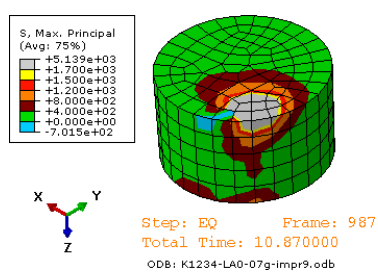 S, Max. Principal
(Avg: 75%)
+5.139e+03
+1.700e+03
+1.500e+03
+1.200e+03
+8.000e+02
+4.000e+02
+0.000e+00
-7.015e+02
X Y
Z
Step: EQ Frame: 987
Total Time: 10.870000
ODB: K1234-LA0-07g-impr9.odb